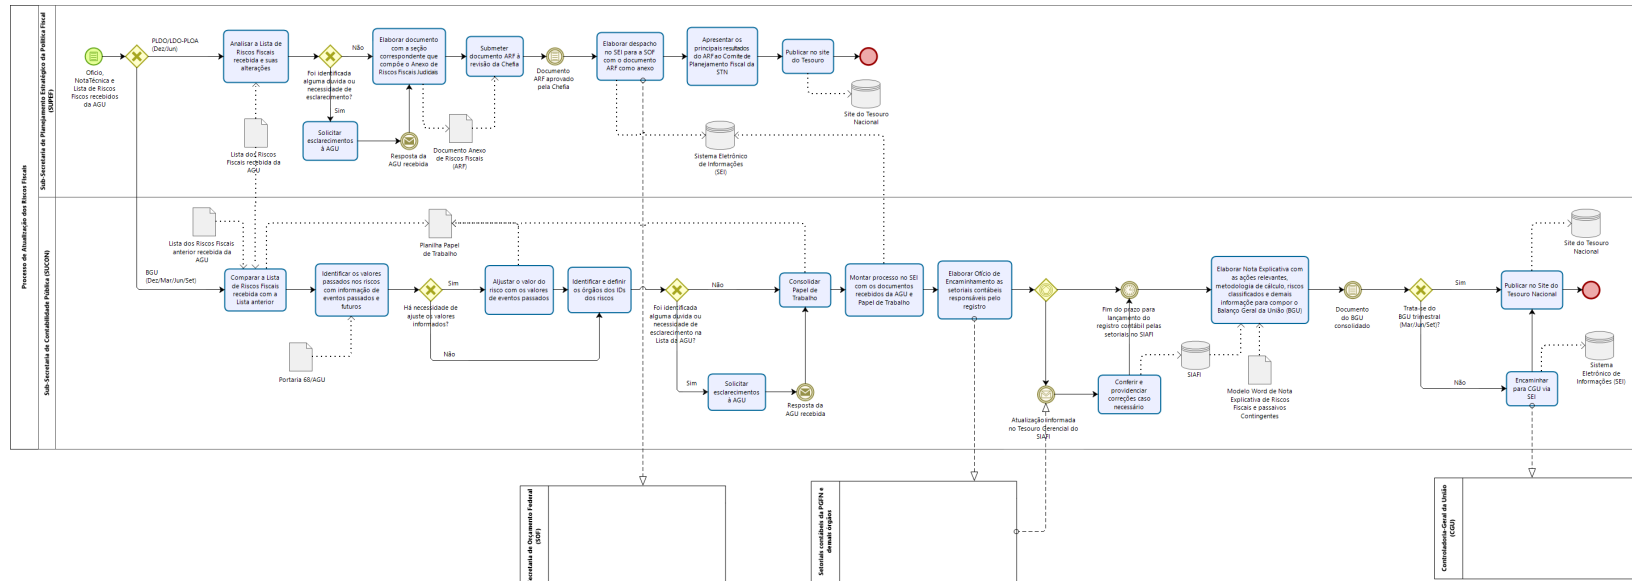 Processo de Atualização dos Riscos Fiscais
Sub-Secretaria de Planejamento Estratégico da Política Fiscal
(SUPEF)
Ofício,
NotaTécnica e
Lista de Riscos
Fiscos recebidos
da AGU
PLDO/LDO-PLOA
(Dez/Jun)
Analisar a Lista de
Riscos Fiscais
recebida e suas
alterações
Foi identificada
alguma duvida ou
necessidade de
esclarecimento?
Não
Sim
Elaborar documento
com a seção
correspondente que
compõe o Anexo de
Riscos Fiscais Judiciais
Submeter
documento ARF à
revisão da Chefia
Documento
ARF aprovado
pela Chefia
Elaborar despacho
no SEI para a SOF
com o documento
ARF como anexo
Apresentar os
principais resultados
do ARF ao Comite de
Planejamento Fiscal da
STN
Publicar no site
do Tesouro
Site do Tesouro
Nacional
Solicitar
esclarecimentos
à AGU
Resposta da
AGU recebida
Documento Anexo
de Riscos Fiscais
(ARF)
Lista dos Riscos
Fiscais recebida da
AGU
Sistema Eletrônico
de Informações
(SEI)
Sub-Secretaria de Contabilidade Pública (SUCON)
BGU
(Dez/Mar/Jun/Set)
Lista dos Riscos Fiscais
anterior recebida da
AGU
Comparar a Lista
de Riscos Fiscais
recebida com a
Lista anterior
Identificar os valores
passados nos riscos
com informação de
eventos passados e
futuros
Portaria 68/AGU
Há necessidade de
ajuste os valores
informados?
Sim
Não
Planilha Papel
de Trabalho
Ajustar o valor do
risco com os valores
de eventos passados
Identificar e definir
os órgãos dos IDs
dos riscos
Foi identificada
alguma duvida ou
necessidade de
esclarecimento na
Lista da AGU?
Não
Sim
Solicitar
esclarecimentos
à AGU
Resposta da
AGU recebida
Consolidar
Papel de
Trabalho
Montar processo no SEI
com os documentos
recebidos da AGU e
Papel de Trabalho
Elaborar Ofício de
Encaminhamento as
setoriais contábeis
responsáveis pelo
registro
Fim do prazo para
lançamento do
registro contábil pelas
setoriais no SIAFI
Atualização informada
no Tesouro Gerencial do
SIAFI
Conferir e
providenciar
correções caso
necessário
SIAFI
Elaborar Nota Explicativa com
as ações relevantes,
metodologia de cálculo, riscos
classificados e demais
informaçõe para compor o
Balanço Geral da União (BGU)
Modelo Word de Nota
Explicativa de Riscos
Fiscais e passivos
Contingentes
Documento
do BGU
consolidado
Trata-se do
BGU trimestral
(Mar/Jun/Set)?
Sim
Não
Publicar no Site do
Tesouro Nacional
Site do Tesouro
Nacional
Encaminhar
para CGU via
SEI
Sistema
Eletrônico de
Informações (SEI)
ecretaria de Orçamento Federal
(SOF)
Setoriais contábeis da PGFN e
demais órgãos
Controladoria-Geral da União
(CGU)